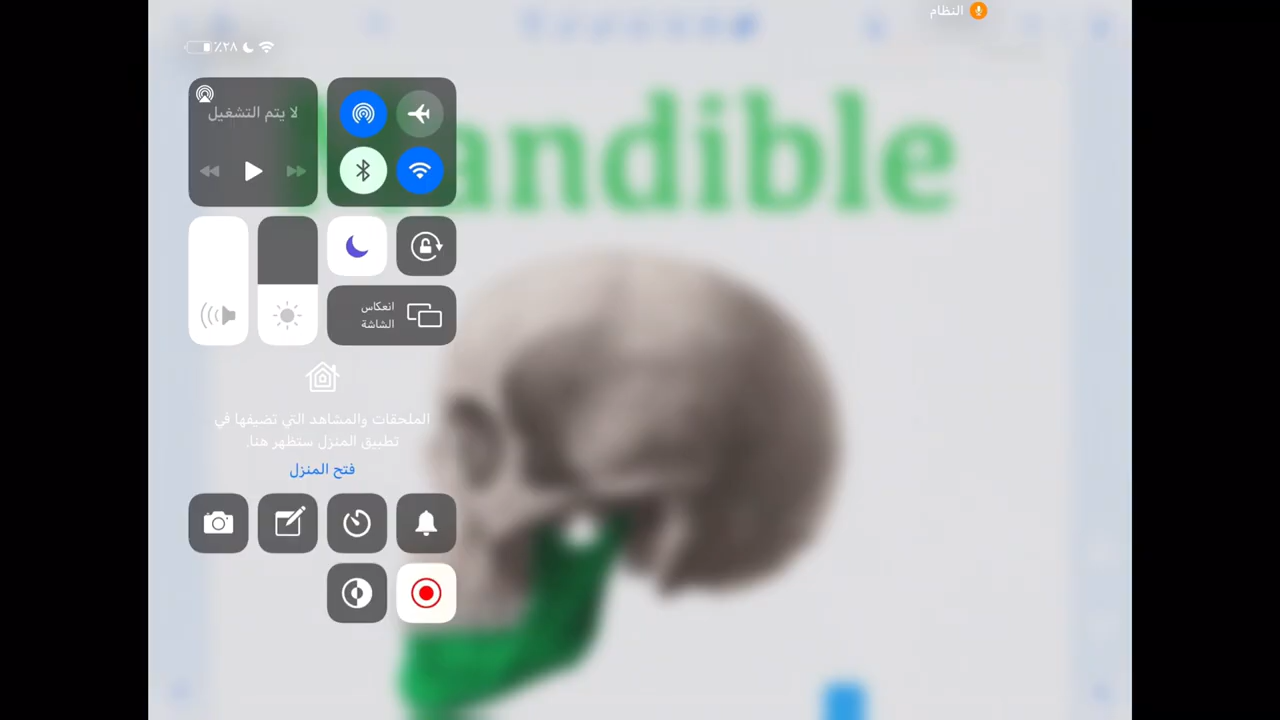 النظام
٪٢٨
لا يتم التشغيل
Mandible
انعكاس
الشاشة
الملحقات والمشاهد التي تضيفها في
تطبيق المنزل ستظهر هنا.
فتح المنزل